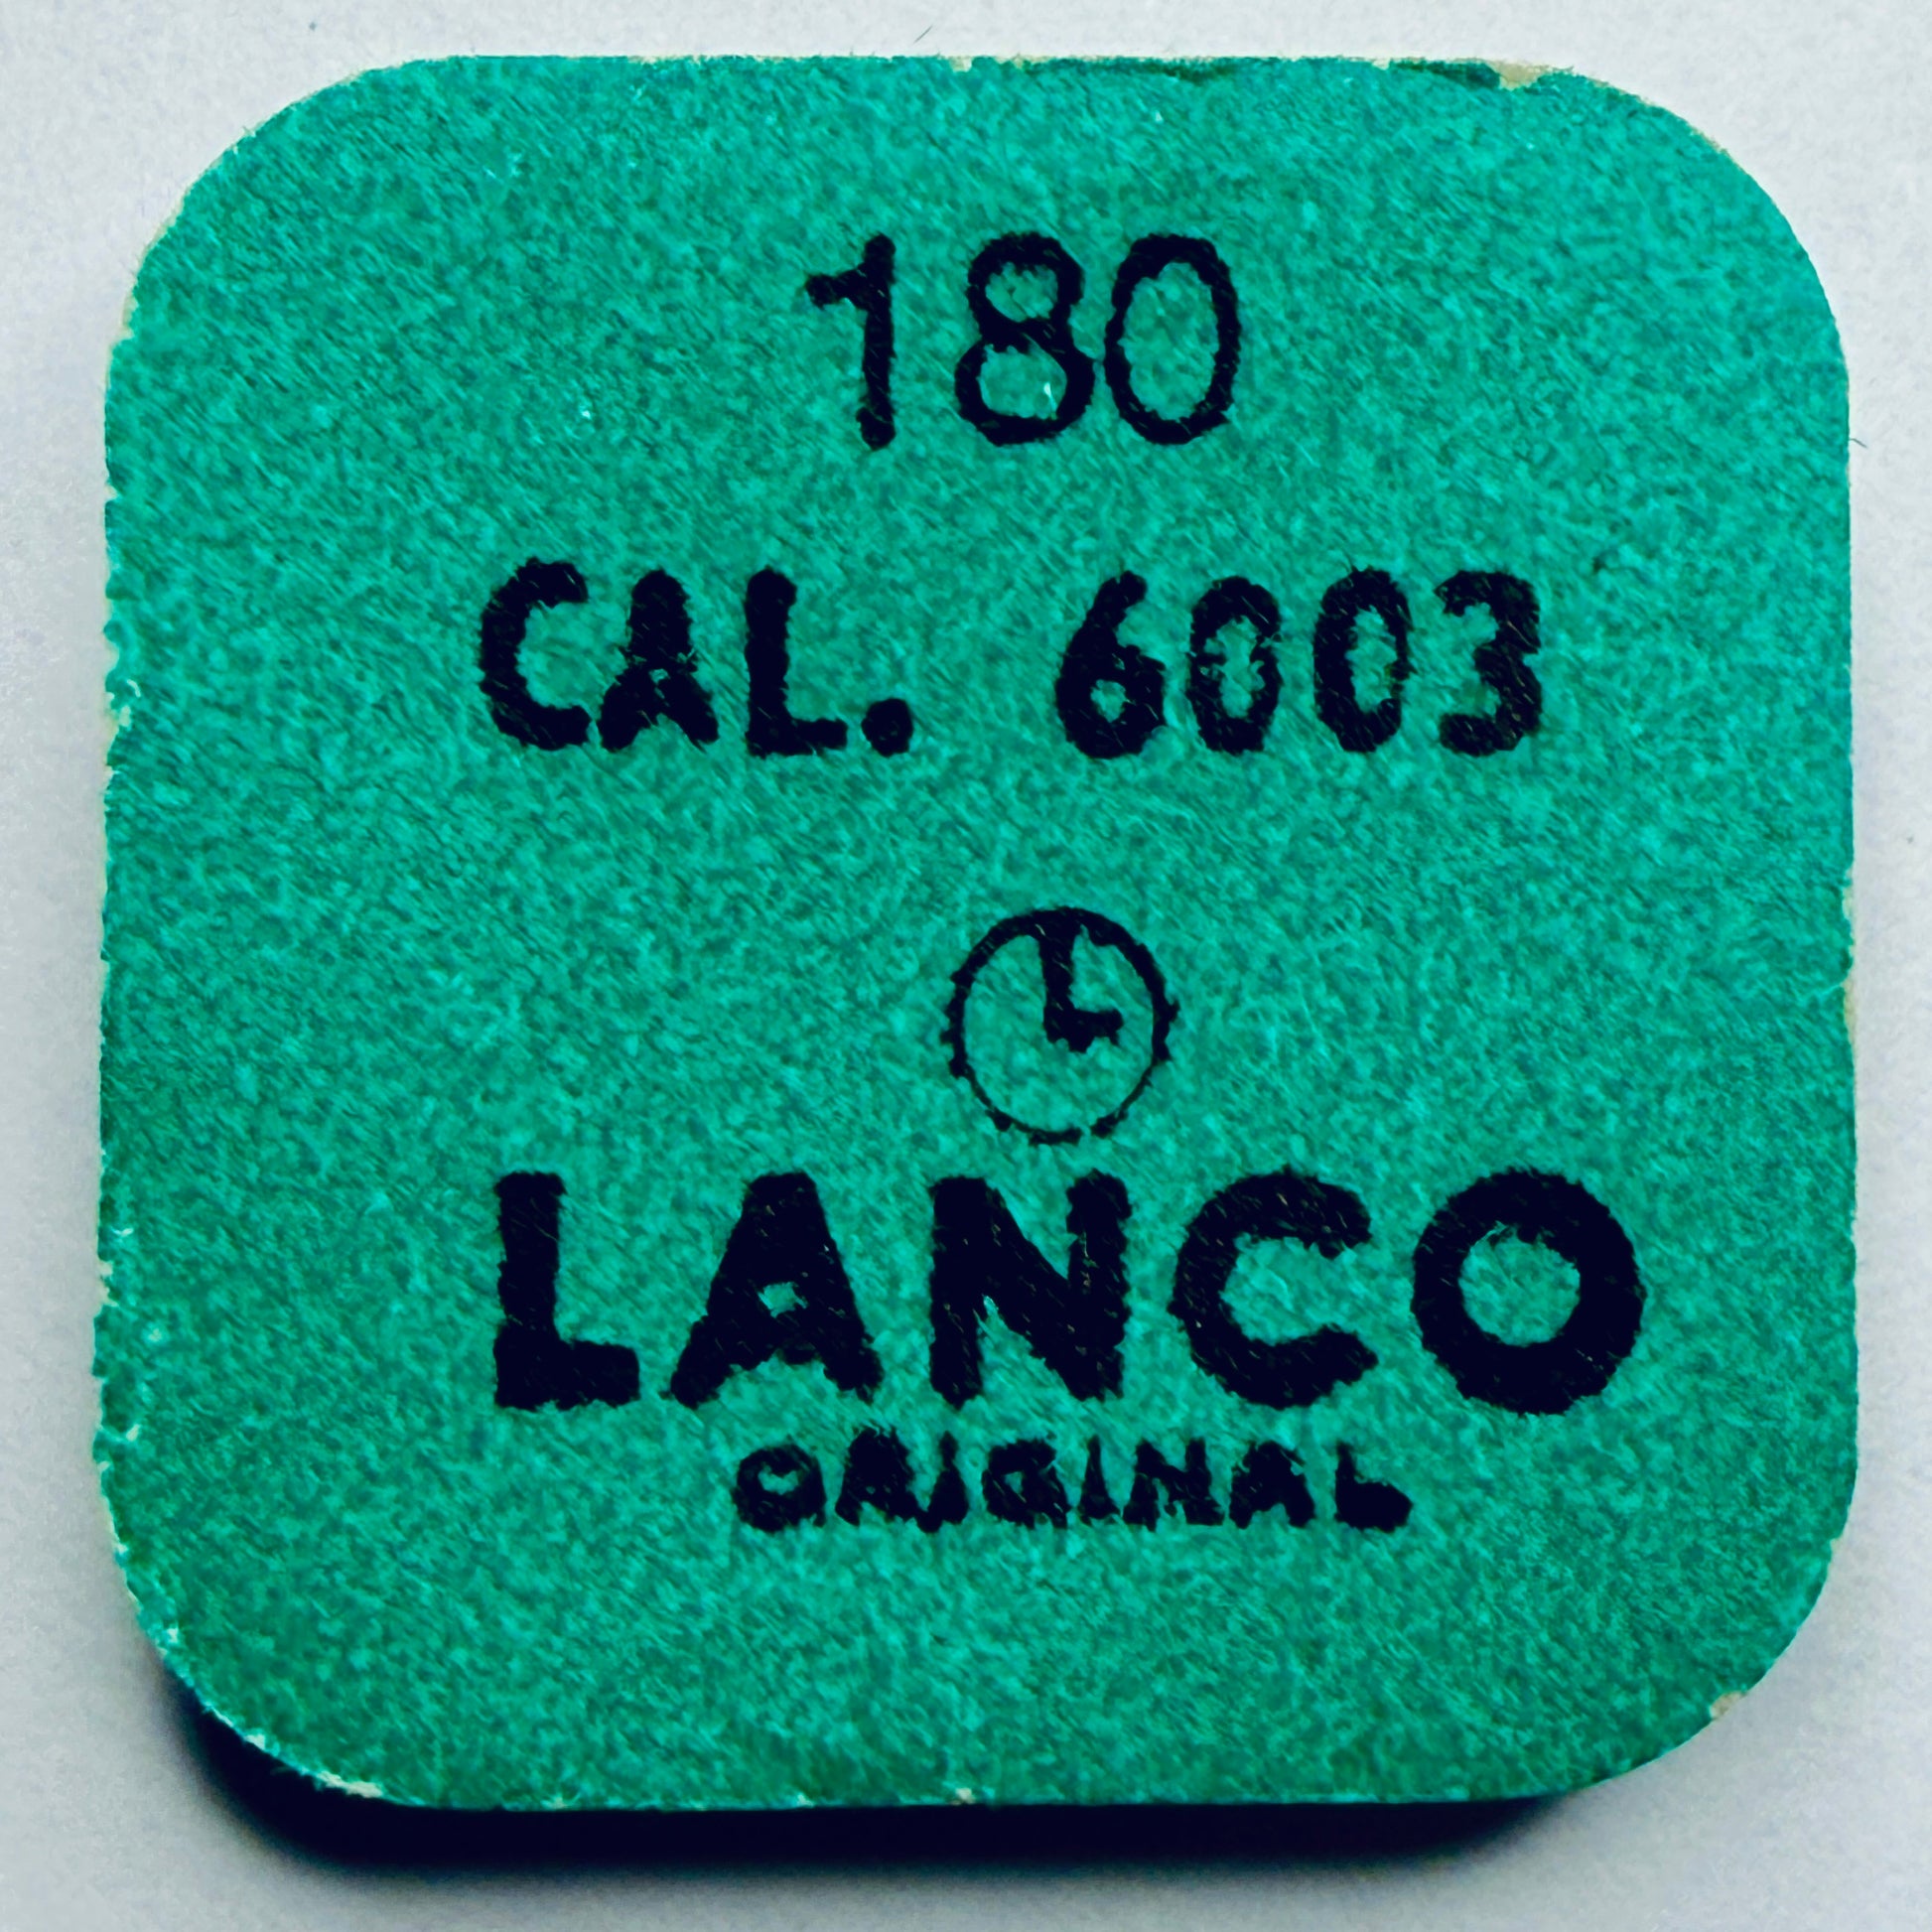 180
CAL. 6003
LANCO
ORIGINAL